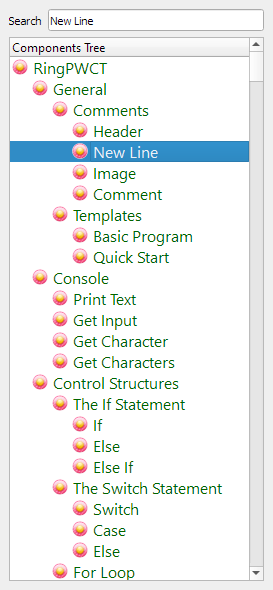 Search New Line
Components Tree
RingPWCT
General
Comments
Header
New Line
Image
Comment
Templates
Basic Program
Quick Start
Console
Print Text
Get Input
Get Character
Get Characters
Control Structures
The If Statement
If
Else
Else If
The Switch Statement
Switch
Case
Else
For Loop